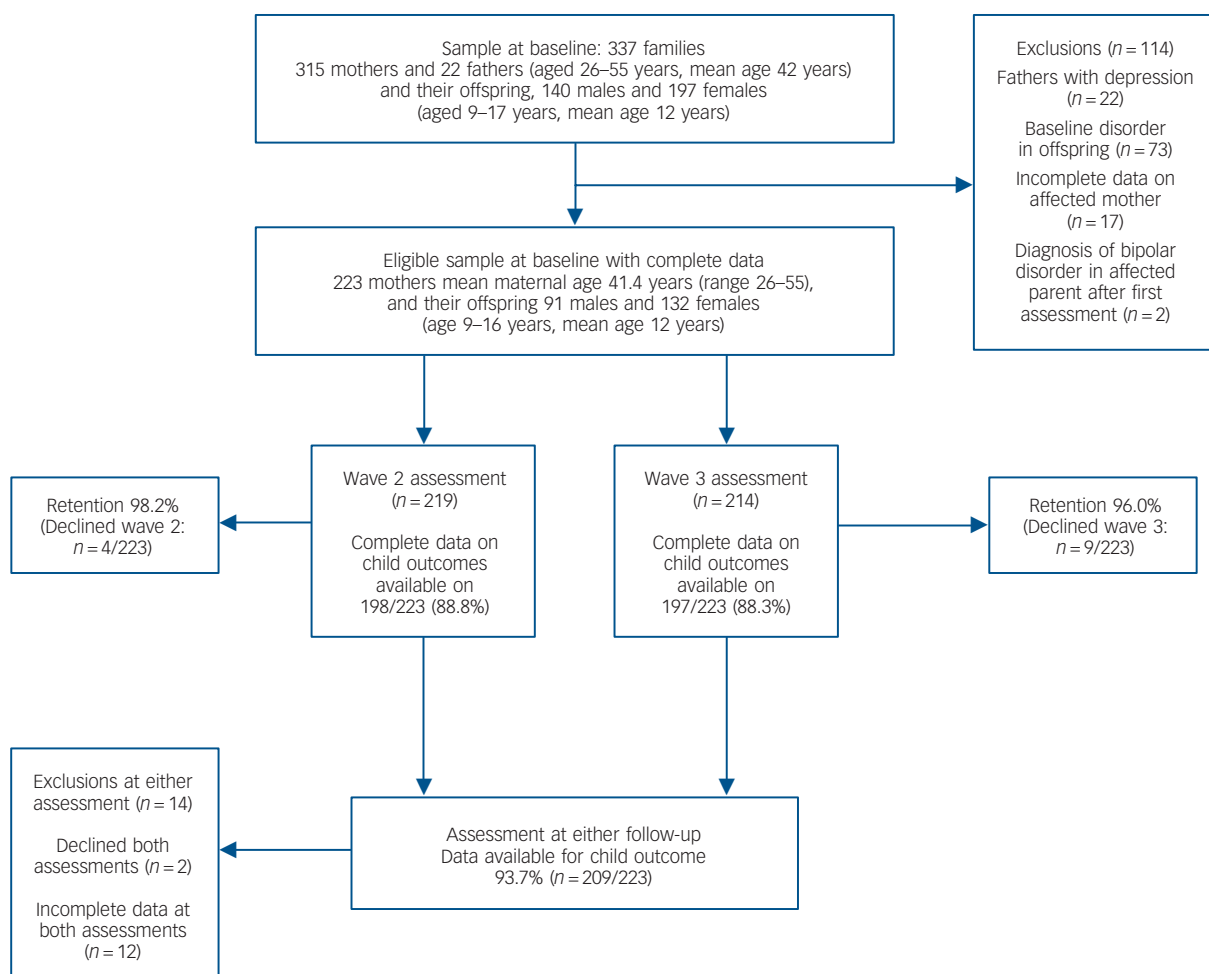 Sample at baseline: 337 families
315 mothers and 22 fathers (aged 26–55 years, mean age 42 years)
and their offspring, 140 males and 197 females
(aged 9–17 years, mean age 12 years)
Exclusions (n = 114)
Fathers with depression
(n = 22)
Baseline disorder
in offspring (n = 73)
Incomplete data on
affected mother
(n = 17)
Diagnosis of bipolar
disorder in affected
parent after first
assessment (n = 2)
Eligible sample at baseline with complete data
223 mothers mean maternal age 41.4 years (range 26–55),
and their offspring 91 males and 132 females
(age 9–16 years, mean age 12 years)
Retention 98.2%
(Declined wave 2:
n = 4/223)
Wave 2 assessment
(n = 219)
Complete data on
child outcomes
available on
198/223 (88.8%)
Wave 3 assessment
(n = 214)
Complete data on
child outcomes
available on
197/223 (88.3%)
Retention 96.0%
(Declined wave 3:
n = 9/223)
Exclusions at either
assessment (n = 14)
Declined both
assessments (n = 2)
Incomplete data at
both assessments
(n = 12)
Assessment at either follow-up
Data available for child outcome
93.7% (n = 209/223)